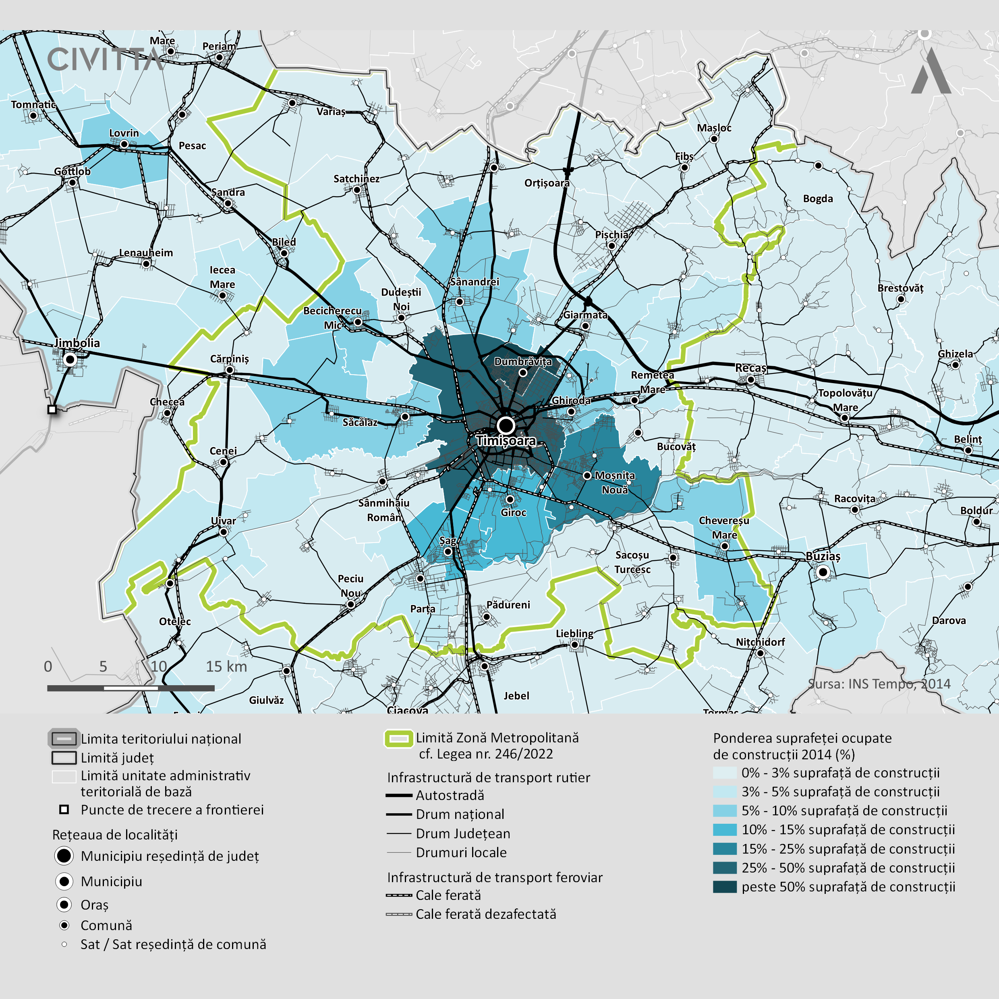 Mare
Periam
CIVITTA
Tomnatic
Variaș
Lovrin
Pesac
Mașloc
Fibș
Gottlob
Satchinez
Orțișoara
Șandra
Bogda
Biled
Pișchia
Lenauheim
Iecea
Mare
Sânandrei
Brestovăț
Dudeștii
Noi
Becicherecu
Mic
Giarmata
Jimbolia
Cărpiniș
Dumbrăvița
Ghizela
Recaș
Remetea
Mare
Checea
Ghiroda
Topolovățu
Mare
Săcălaz
Timișoara
Belinț
Cenei
Bucovăț
Moșnița
Nouă
Sânmihaiu
Român
Racovița
Giroc
Boldur
Uivar
Chevereșu
Mare
Șag
Sacoșu
Turcesc
Buziaș
Peciu
Nou
Parța
Pădureni
Otelec
Darova
Liebling
Nițchidorf
0 5 10 15 km
Sursa: INS Tempo, 2014
Giulvăz
Jebel
Ciacova
Tormac
Limita teritoriului național
Limită județ
Limită unitate administrativ
teritorială de bază
Puncte de trecere a frontierei
Rețeaua de localități
Municipiu reședință de județ
Municipiu
Oraș
Comună
Sat / Sat reședință de comună
Limită Zonă Metropolitană
cf. Legea nr. 246/2022
Infrastructură de transport rutier
Autostradă
Drum național
Drum Județean
Drumuri locale
Infrastructură de transport feroviar
Cale ferată
Cale ferată dezafectată
Ponderea suprafeței ocupate
de construcții 2014 (%)
0% - 3% suprafață de construcții
3% - 5% suprafață de construcții
5% - 10% suprafață de construcții
10% - 15% suprafață de construcții
15% - 25% suprafață de construcții
25% - 50% suprafață de construcții
peste 50% suprafață de construcții